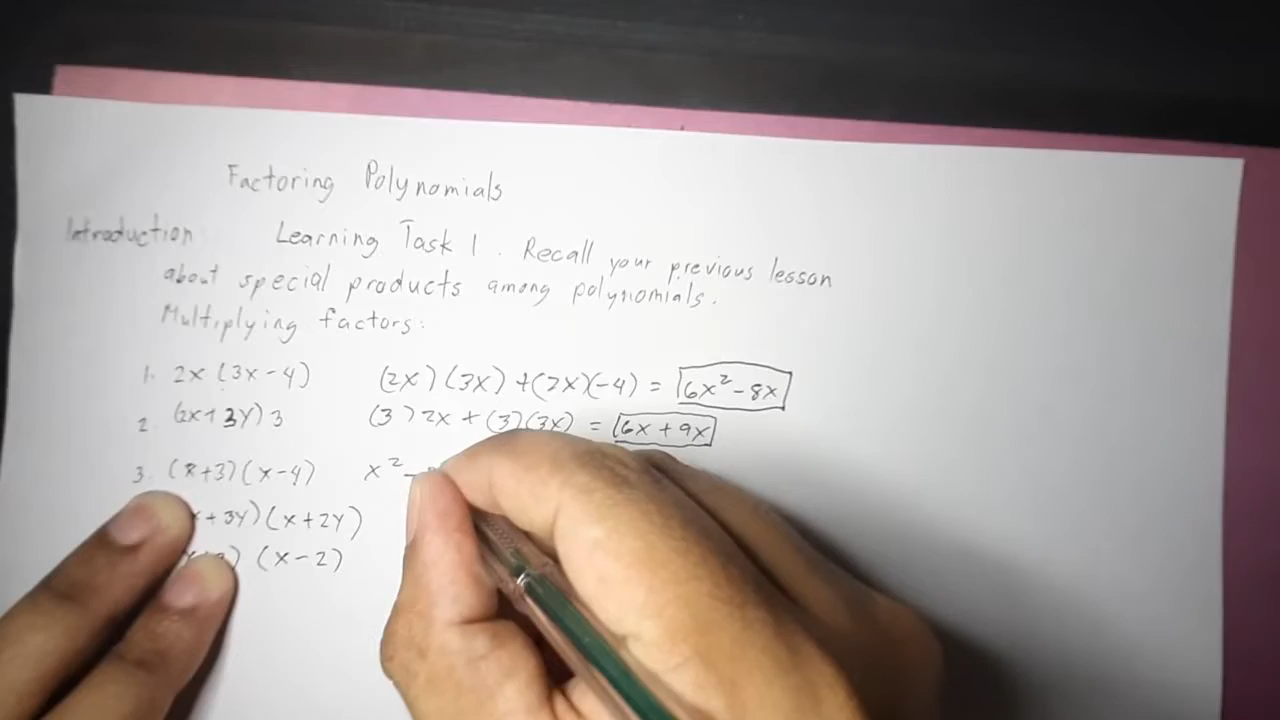 Factoring Polynomials
Introduction Learning Task 1. Recall your previous lesson
about special products among polynomials.
Multiplying factors:
1. 2x (3x-4) (2x)(3x) + (2x)(-4) = 6x²-8x
2. (2x+3y)3 (3)2x + (3)(3x) = 6x+9x
3. (x+3)(x-4) x² -
x+3y)(x+2y)
) (x-2)